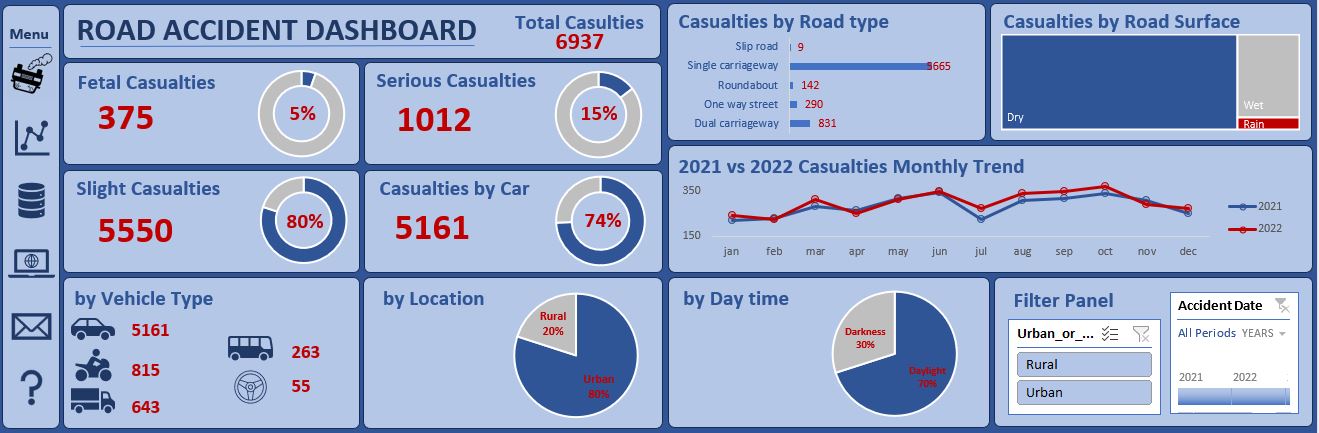 Menu
ROAD ACCIDENT DASHBOARD
Total Casulties
6937
Fetal Casualties
375
5%
Serious Casualties
1012
15%
Slight Casualties
5550
80%
Casualties by Car
5161
74%
Casualties by Road type
Slip road 9
Single carriageway 5665
Roundabout 142
One way street 290
Dual carriageway 831
Casualties by Road Surface
Dry
Wet
Rain
2021 vs 2022 Casualties Monthly Trend
350
150
jan feb mar apr may jun jul aug sep oct nov dec
2021
2022
by Vehicle Type
5161
815
643
263
55
by Location
Rural
20%
Urban
80%
by Day time
Darkness
30%
Daylight
70%
Filter Panel
Urban_or_...
Rural
Urban
Accident Date
All Periods YEARS
2021 2022